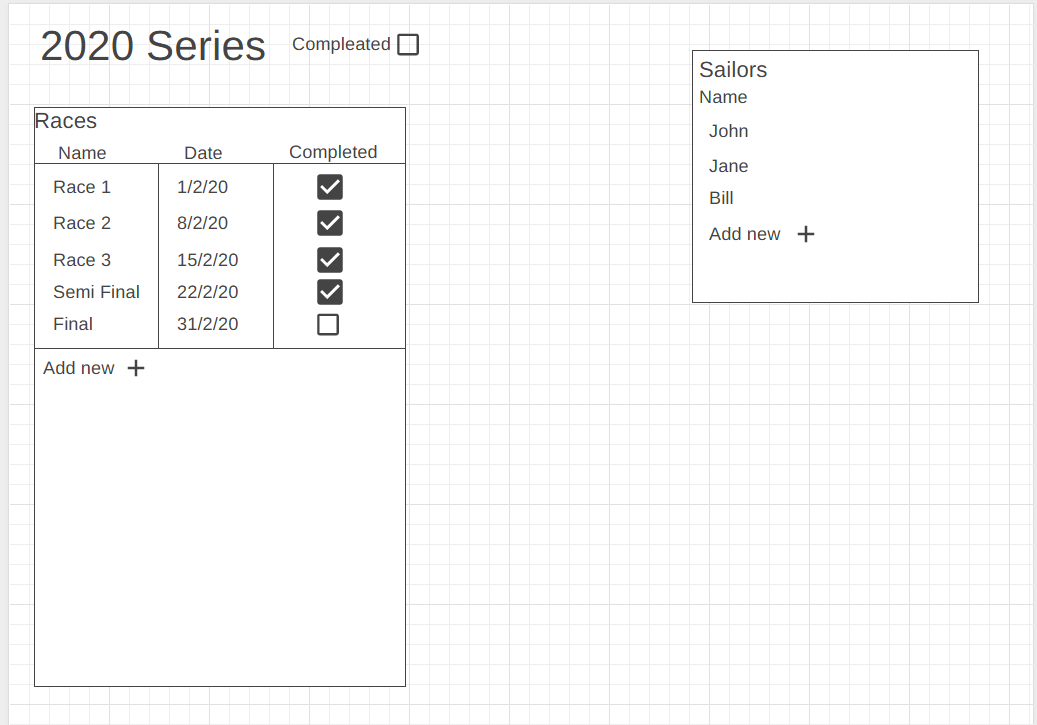 2020 Series Compleated
Races
Name Date Completed
Race 1 1/2/20
Race 2 8/2/20
Race 3 15/2/20
Semi Final 22/2/20
Final 31/2/20
Add new +
Sailors
Name
John
Jane
Bill
Add new +